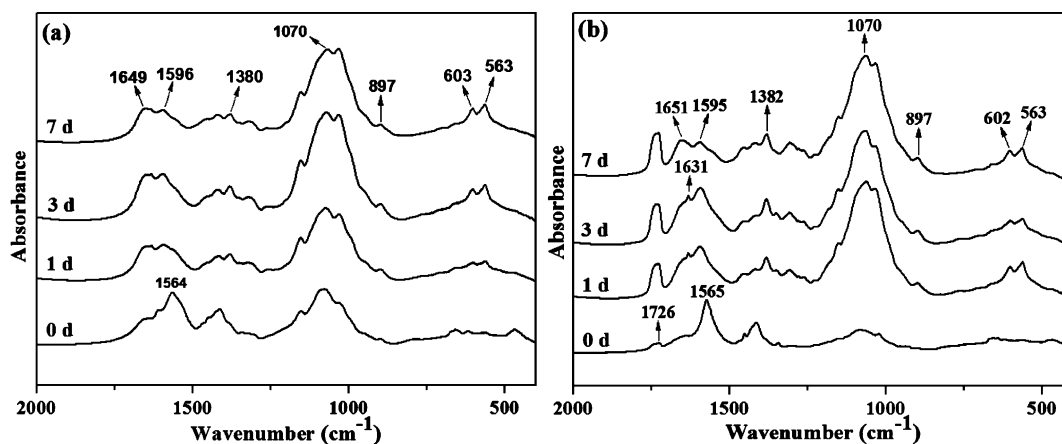 (a)
1070
1649
1596
1380
897
603
563
7 d
3 d
1 d
1564
0 d
Absorbance
2000
1500
1000
500
Wavenumber (cm⁻¹)
(b)
1070
1651
1595
1382
897
602
563
7 d
1631
3 d
1 d
1565
1726
0 d
Absorbance
2000
1500
1000
500
Wavenumber (cm⁻¹)